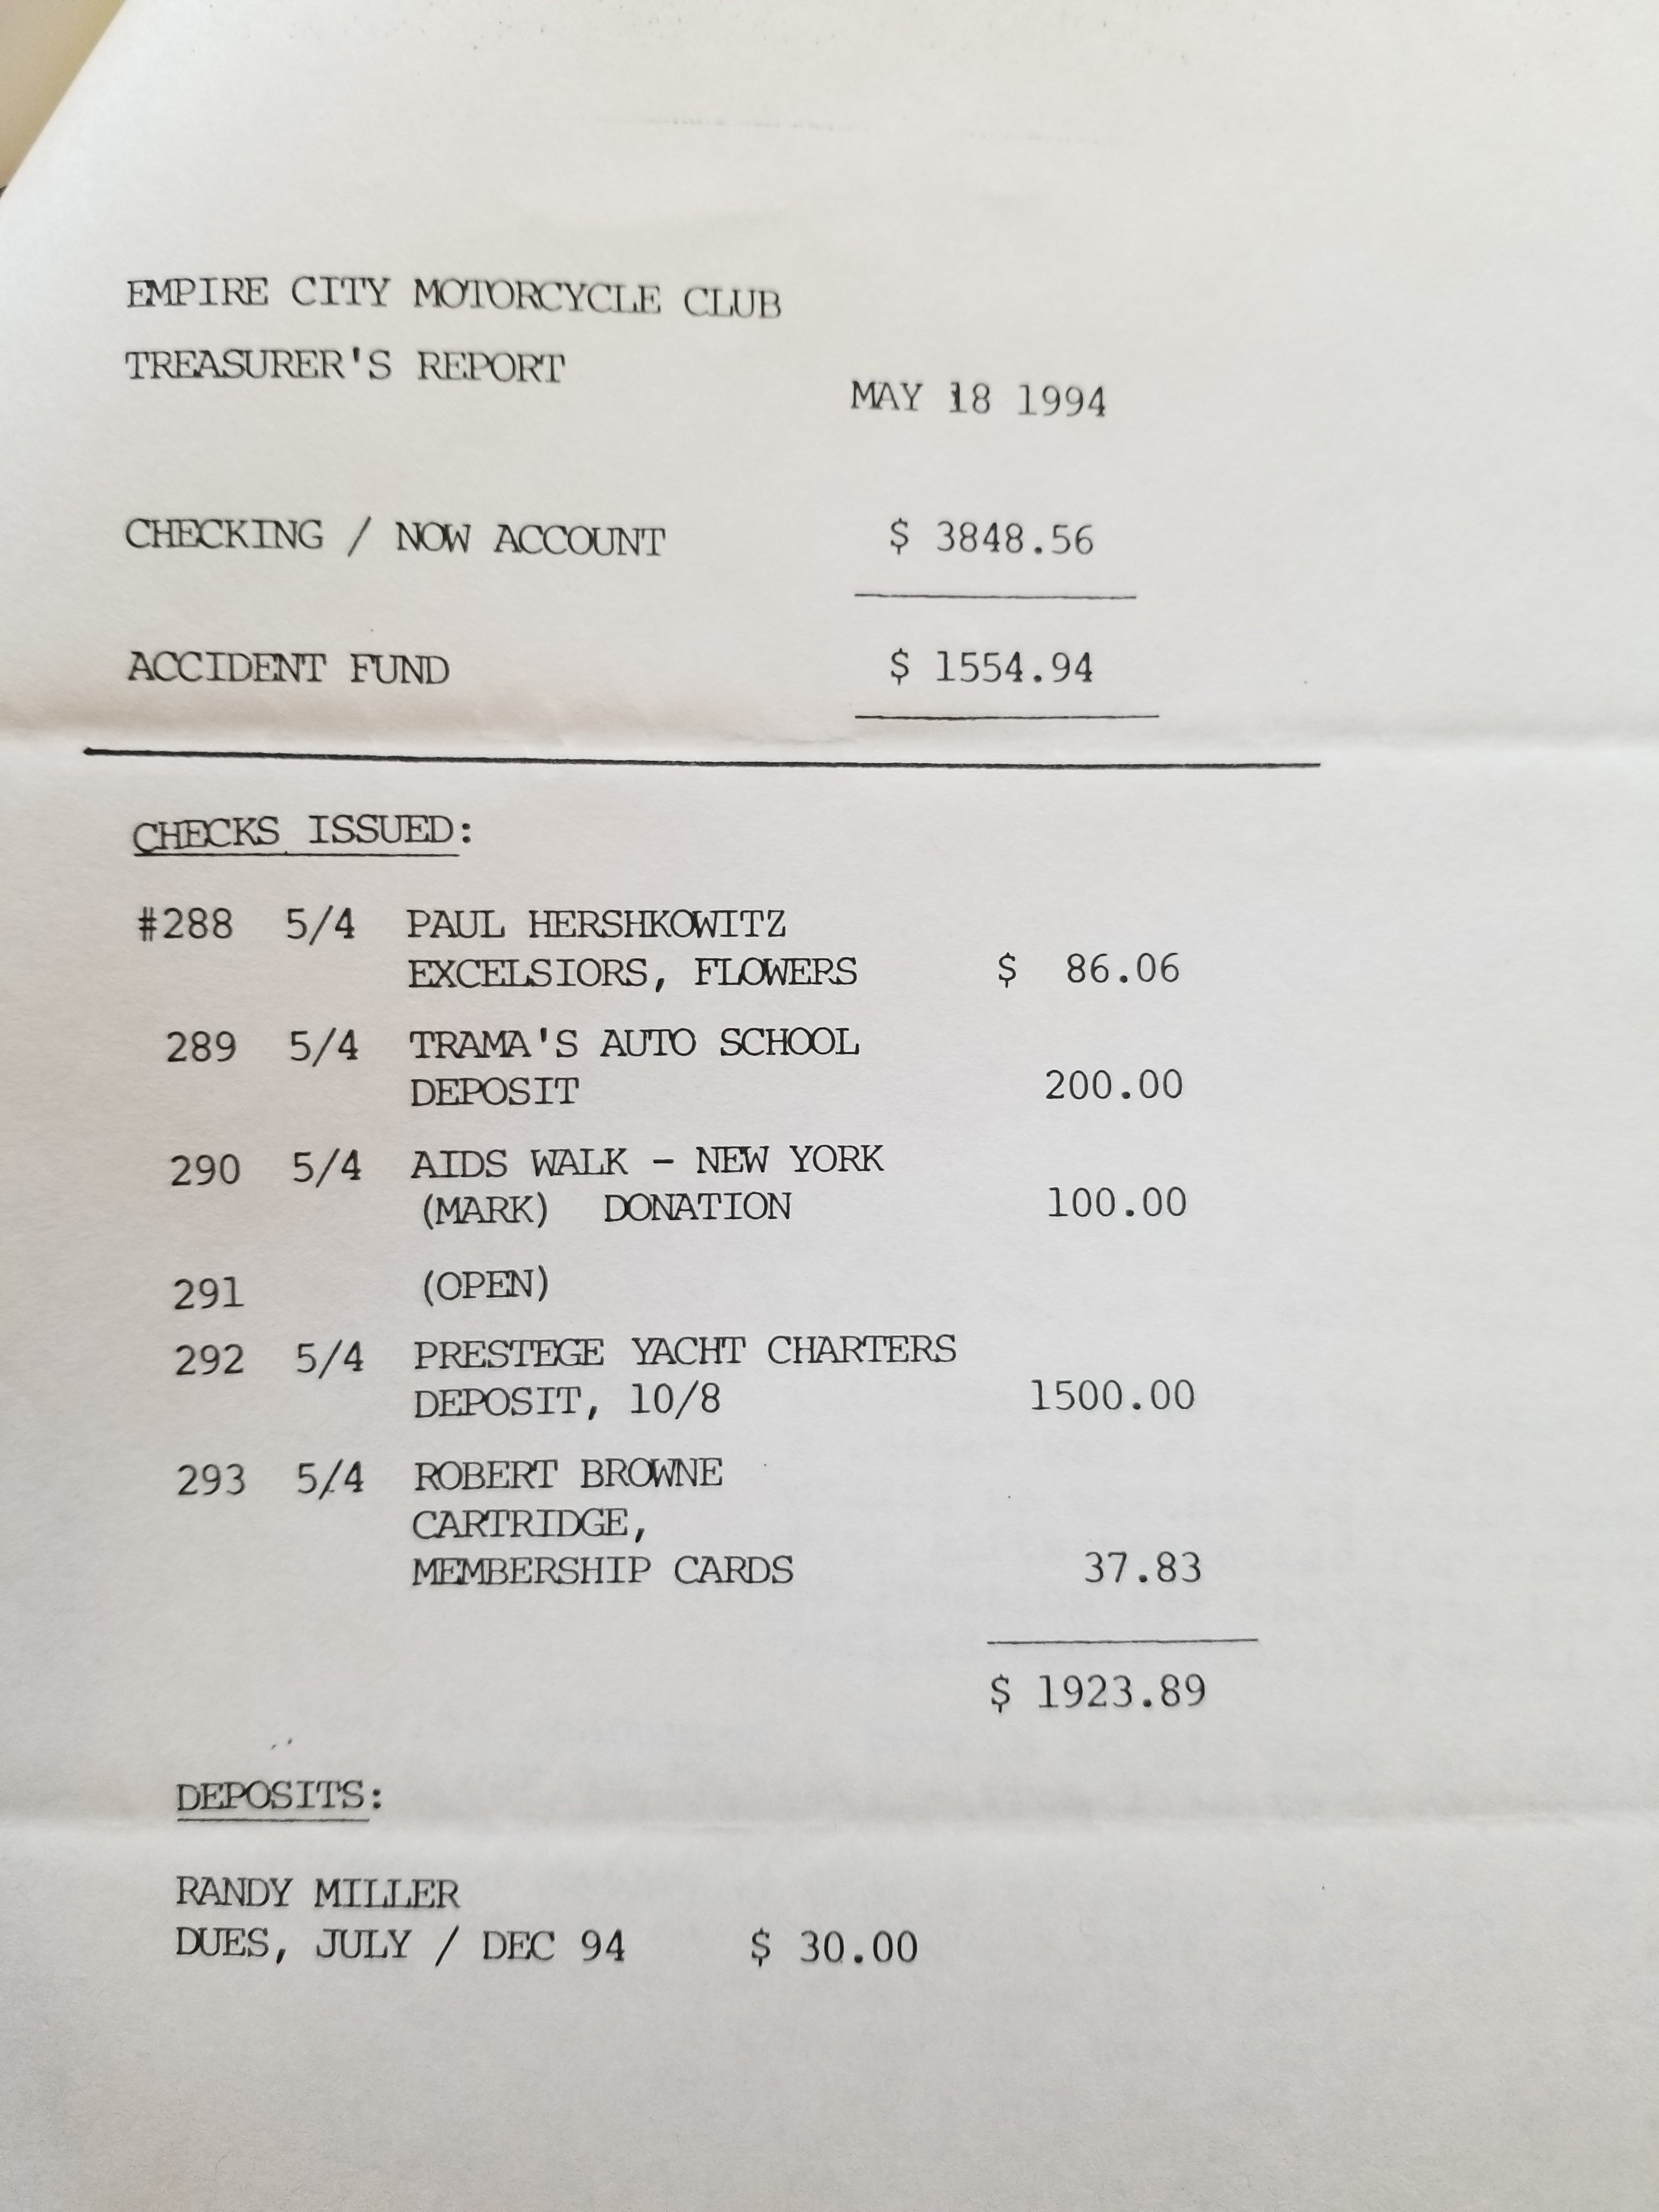 EMPIRE CITY MOTORCYCLE CLUB
TREASURER'S REPORT
MAY 18 1994
CHECKING / NOW ACCOUNT $ 3848.56
ACCIDENT FUND $ 1554.94
CHECKS ISSUED:
#288 5/4 PAUL HERSHKOWITZ
EXCELSIORS, FLOWERS $ 86.06
289 5/4 TRAMA'S AUTO SCHOOL
DEPOSIT 200.00
290 5/4 AIDS WALK - NEW YORK
(MARK) DONATION 100.00
291 (OPEN)
292 5/4 PRESTEGE YACHT CHARTERS
DEPOSIT, 10/8 1500.00
293 5/4 ROBERT BROWNE
CARTRIDGE,
MEMBERSHIP CARDS 37.83
$ 1923.89
DEPOSITS:
RANDY MILLER
DUES, JULY / DEC 94 $ 30.00